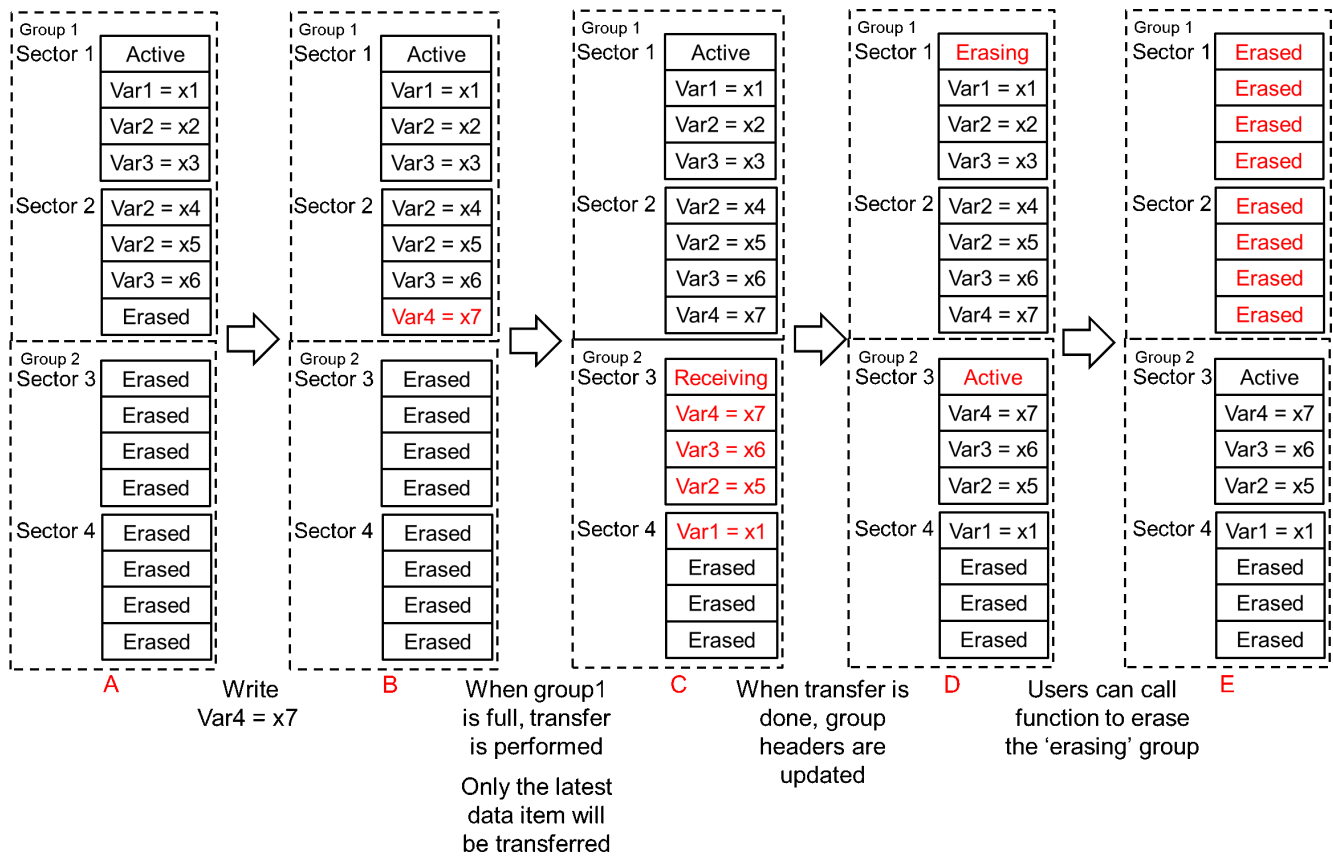 Group 1
Sector 1
Active
Var1 = x1
Var2 = x2
Var3 = x3
Sector 2
Var2 = x4
Var2 = x5
Var3 = x6
Erased
Group 2
Sector 3
Erased
Erased
Erased
Erased
Sector 4
Erased
Erased
Erased
Erased
A
Write
Var4 = x7
Group 1
Sector 1
Active
Var1 = x1
Var2 = x2
Var3 = x3
Sector 2
Var2 = x4
Var2 = x5
Var3 = x6
Var4 = x7
Group 2
Sector 3
Erased
Erased
Erased
Erased
Sector 4
Erased
Erased
Erased
Erased
B
When group1
is full, transfer
is performed
Only the latest
data item will
be transferred
Group 1
Sector 1
Active
Var1 = x1
Var2 = x2
Var3 = x3
Sector 2
Var2 = x4
Var2 = x5
Var3 = x6
Var4 = x7
Group 2
Sector 3
Receiving
Var4 = x7
Var3 = x6
Var2 = x5
Sector 4
Var1 = x1
Erased
Erased
Erased
C
When transfer is
done, group
headers are
updated
Group 1
Sector 1
Erasing
Var1 = x1
Var2 = x2
Var3 = x3
Sector 2
Var2 = x4
Var2 = x5
Var3 = x6
Var4 = x7
Group 2
Sector 3
Active
Var4 = x7
Var3 = x6
Var2 = x5
Sector 4
Var1 = x1
Erased
Erased
Erased
D
Users can call
function to erase
the ‘erasing’ group
Group 1
Sector 1
Erased
Erased
Erased
Erased
Sector 2
Erased
Erased
Erased
Erased
Group 2
Sector 3
Active
Var4 = x7
Var3 = x6
Var2 = x5
Sector 4
Var1 = x1
Erased
Erased
Erased
E